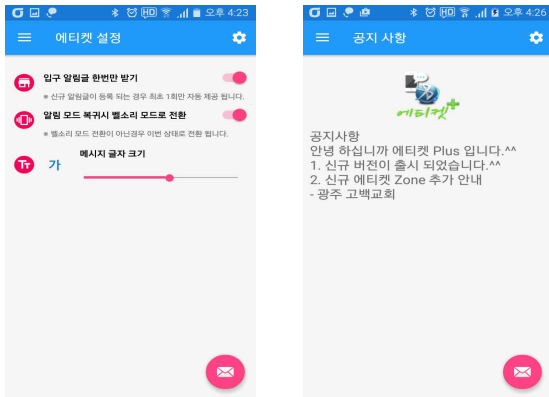 오후 4:23
에티켓 설정
입구 알림글 한번만 받기
※ 신규 알림글이 등록 되는 경우 최초 1회만 자동 제공 됩니다.
알림 모드 복귀시 벨소리 모드로 전환
※ 벨소리 모드 전환이 아닌경우 이번 상태로 전환 됩니다.
메시지 글자 크기
Tт 가
HD 오후 4:26
공지 사항
에티켓+
공지사항
안녕 하십니까 에티켓 Plus 입니다.^^
1. 신규 버전이 출시 되었습니다.^^
2. 신규 에티켓 Zone 추가 안내
- 광주 고백교회